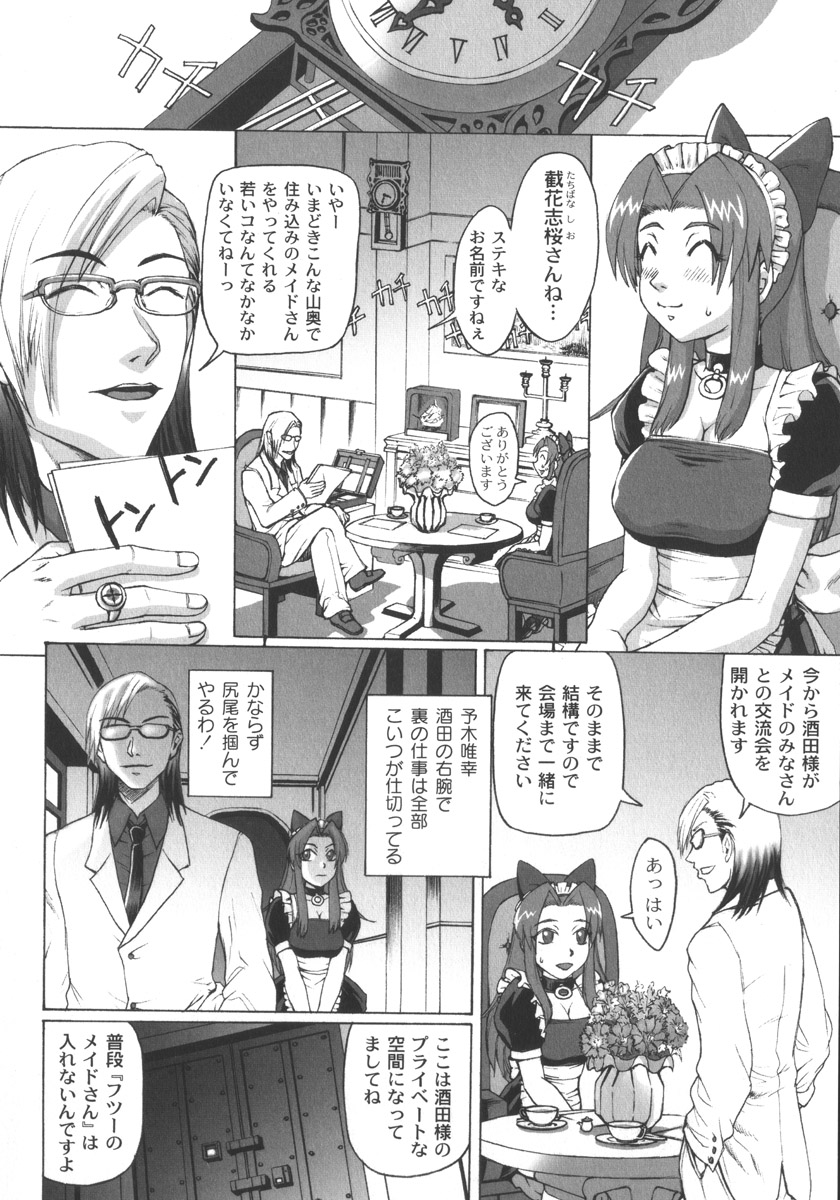 カチ
カチ
VII
VI
V
IV
III
截花志桜さんね…
たちばな しお
ステキな
お名前ですねぇ
ありがとう
ございます
いやー
いまどきこんな山奥で
住み込みのメイドさん
をやってくれる
若いコなんてなかなか
いなくてねーっ
トントン
今から酒田様が
メイドのみなさん
との交流会を
開かれます
そのままで
結構ですので
会場まで一緒に
来てください
あっはい
予木唯幸
酒田の右腕で
裏の仕事は全部
こいつが仕切ってる
かならず
尻尾を掴んで
やるわ!
ここは酒田様の
プライベートな
空間になって
ましてね
普段『フツーの
メイドさん』は
入れないんですよ